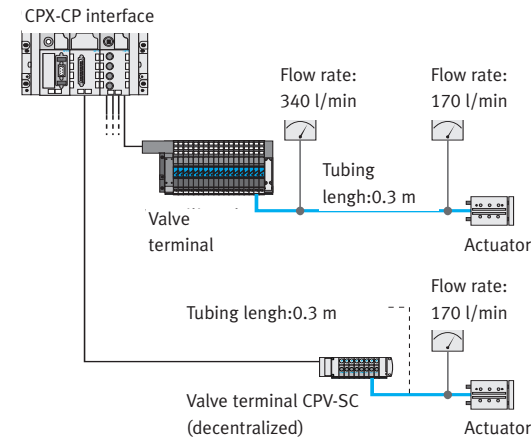 CPX-CP interface
Flow rate:
340 l/min
Flow rate:
170 l/min
Tubing
lengh:0.3 m
Valve
terminal
Actuator
Flow rate:
170 l/min
Tubing lengh:0.3 m
Valve terminal CPV-SC
(decentralized)
Actuator